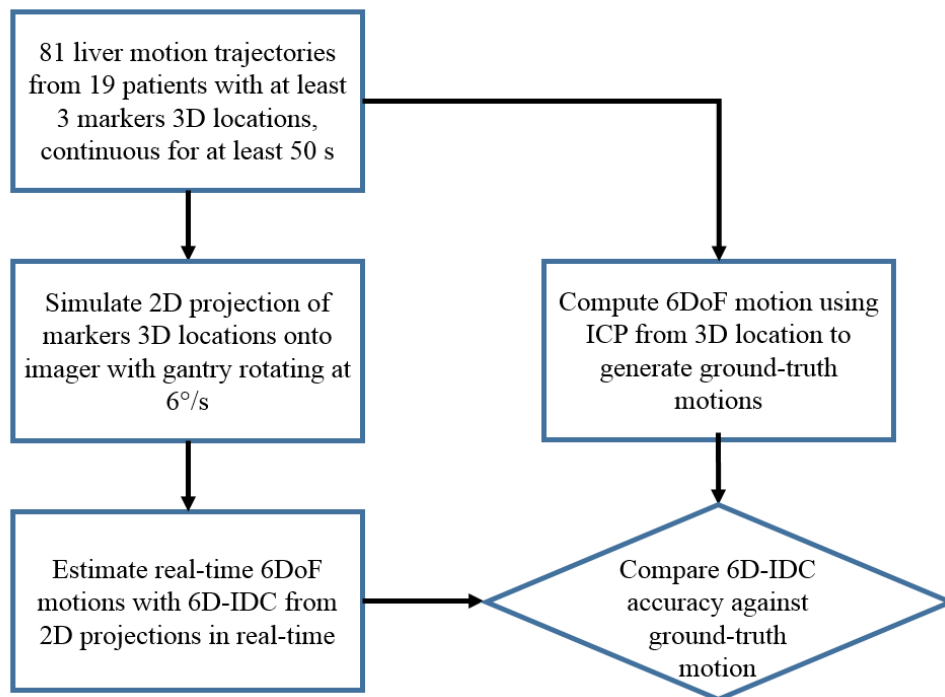 81 liver motion trajectories
from 19 patients with at least
3 markers 3D locations,
continuous for at least 50 s
Simulate 2D projection of
markers 3D locations onto
imager with gantry rotating at
6°/s
Compute 6DoF motion using
ICP from 3D location to
generate ground-truth
motions
Estimate real-time 6DoF
motions with 6D-IDC from
2D projections in real-time
Compare 6D-IDC
accuracy against
ground-truth
motion